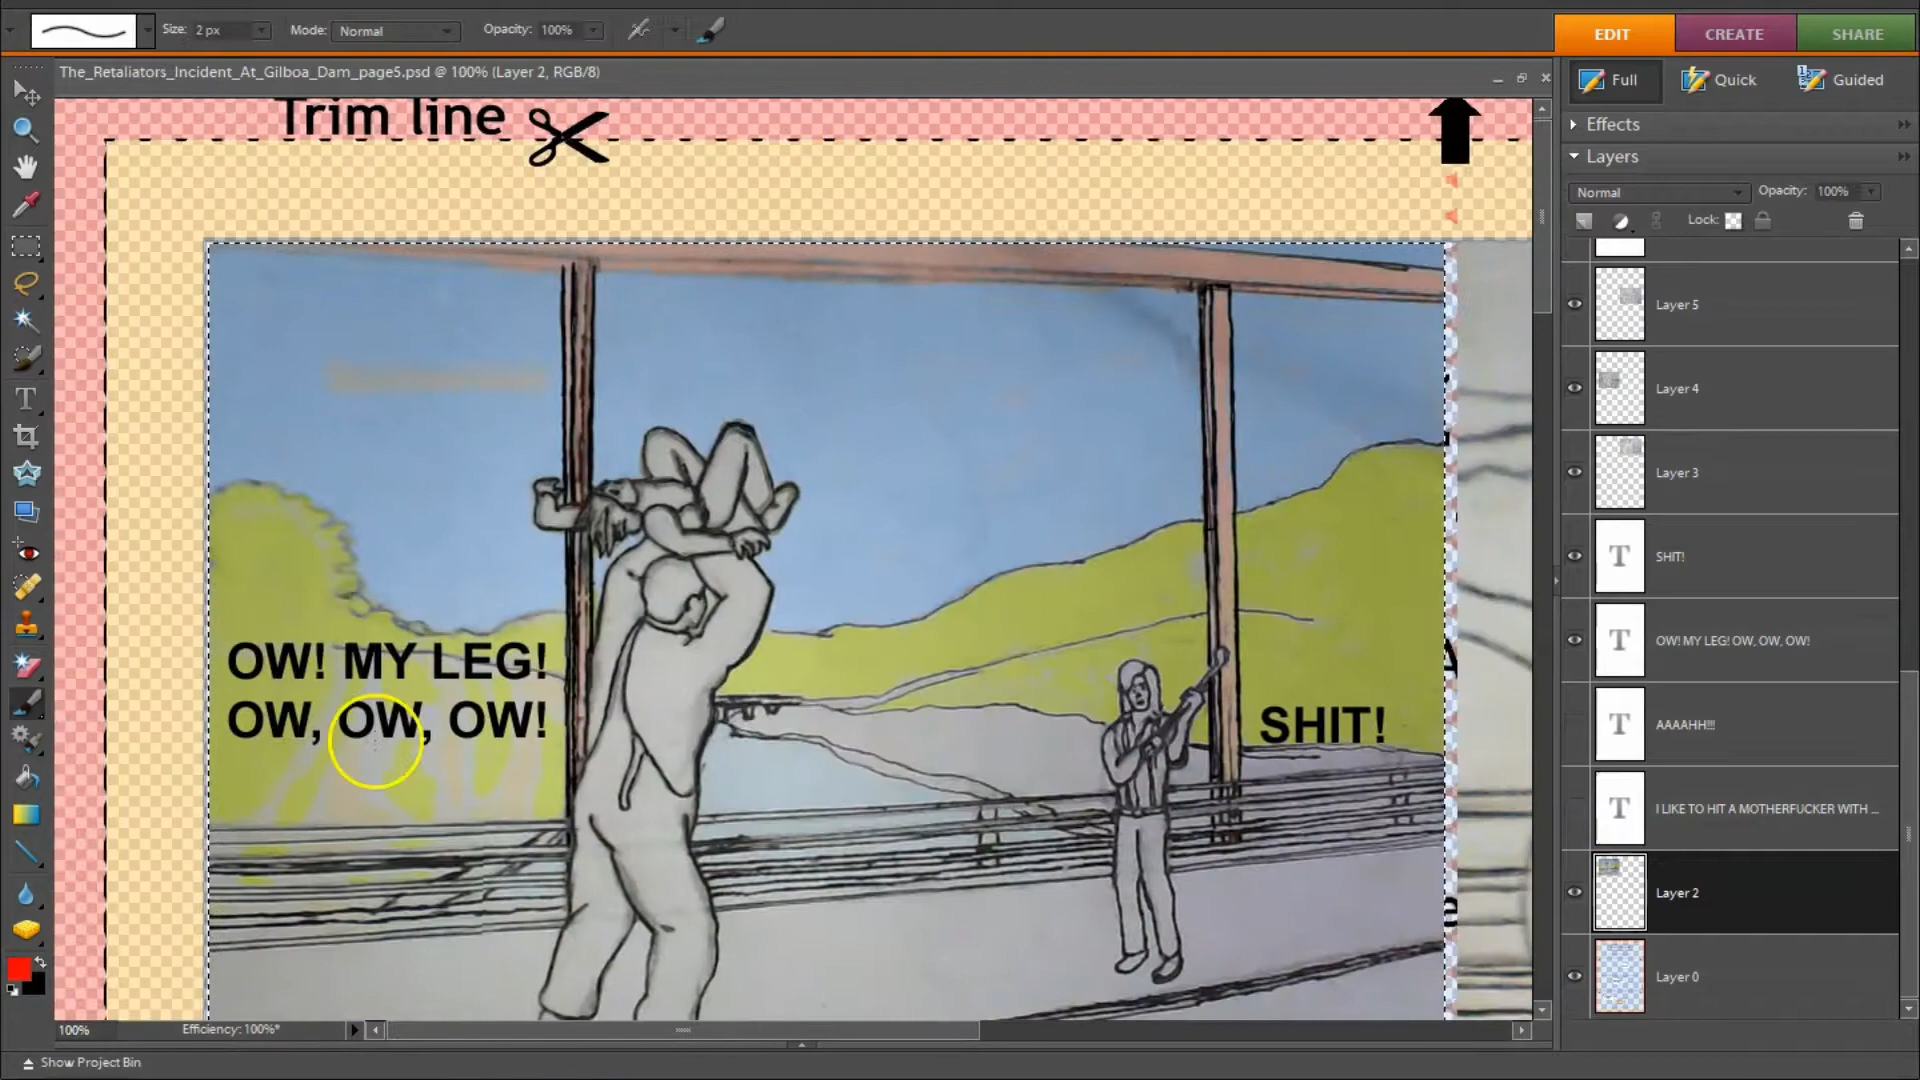 Size: 2 px
Mode: Normal
Opacity: 100%
EDIT
CREATE
SHARE
The_Retaliators_Incident_At_Gilboa_Dam_page5.psd @ 100% (Layer 2, RGB/8)
Full
Quick
Guided
Trim line
Effects
Layers
Normal
Opacity: 100%
Lock:
Layer 5
Layer 4
Layer 3
SHIT!
OW! MY LEG! OW, OW, OW!
AAAAHH!!!
I LIKE TO HIT A MOTHERFUCKER WITH ...
Layer 2
Layer 0
OW! MY LEG!
OW, OW, OW!
SHIT!
100%
Efficiency: 100%*
Show Project Bin